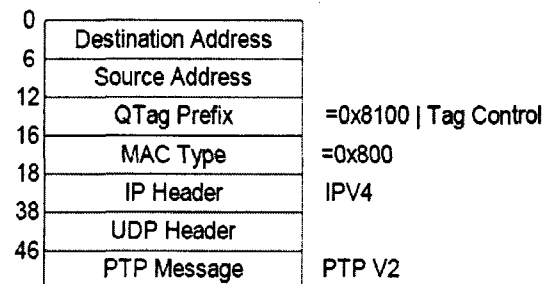 0
Destination Address
6
Source Address
12
QTag Prefix =0x8100 | Tag Control
16
MAC Type =0x800
18
IP Header IPV4
38
UDP Header
46
PTP Message PTP V2